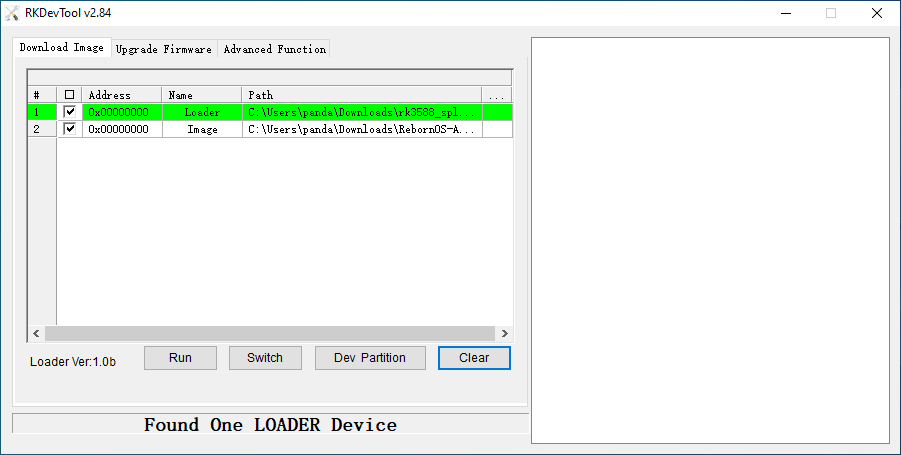 RKDevTool v2.84
Download Image Upgrade Firmware Advanced Function
# Address Name Path ...
1 0x00000000 Loader C:\Users\panda\Downloads\rk3588_spl...
2 0x00000000 Image C:\Users\panda\Downloads\RebornOS-A...
Loader Ver:1.0b Run Switch Dev Partition Clear
Found One LOADER Device